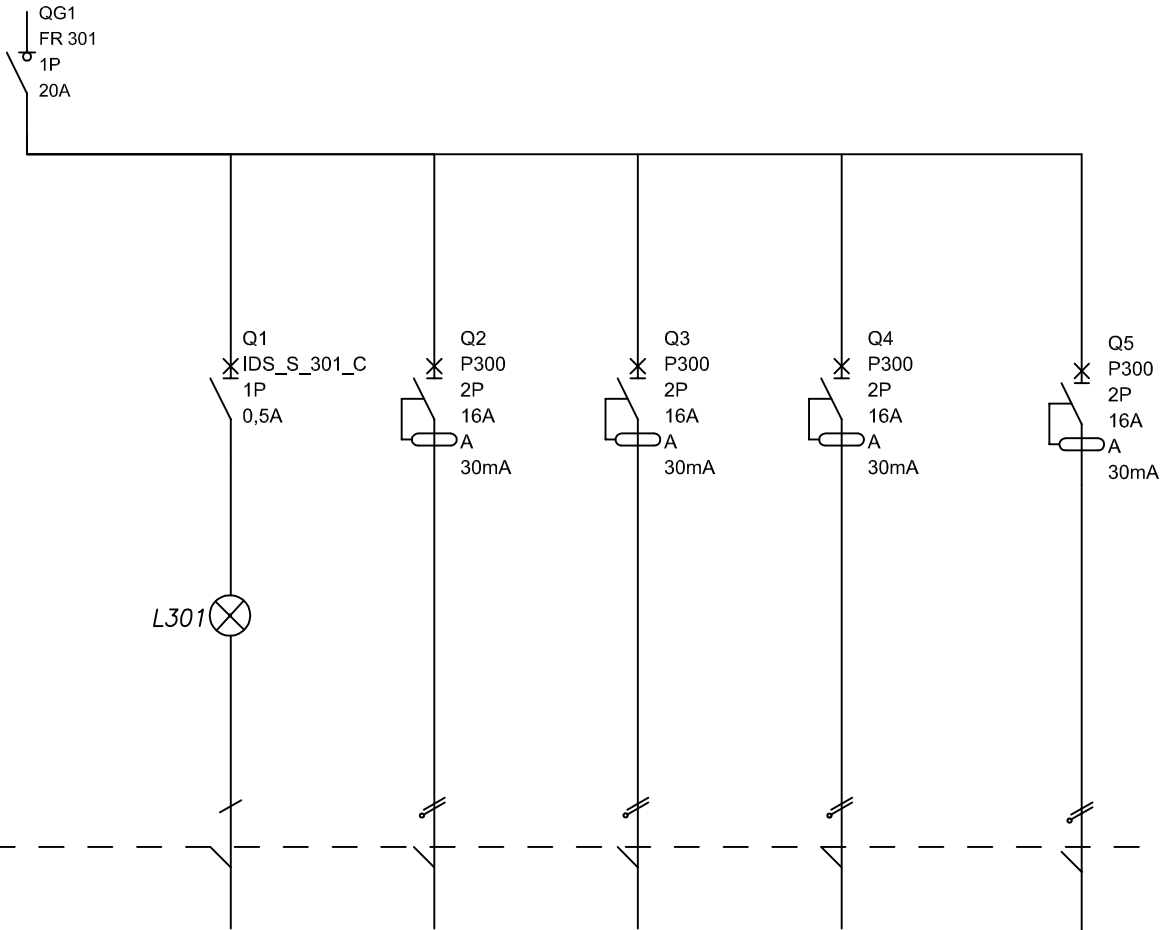 QG1
FR 301
1P
20A
Q1
IDS_S_301_C
1P
0,5A
Q2
P300
2P
16A
A
30mA
Q3
P300
2P
16A
A
30mA
Q4
P300
2P
16A
A
30mA
Q5
P300
2P
16A
A
30mA
L301